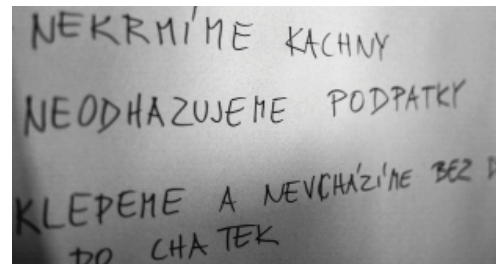 NEKRMÍME KACHNY
NEODHAZUJEME PODPATKY
KLEPEME A NEVCHÁZÍME BEZ
DO CHATEK